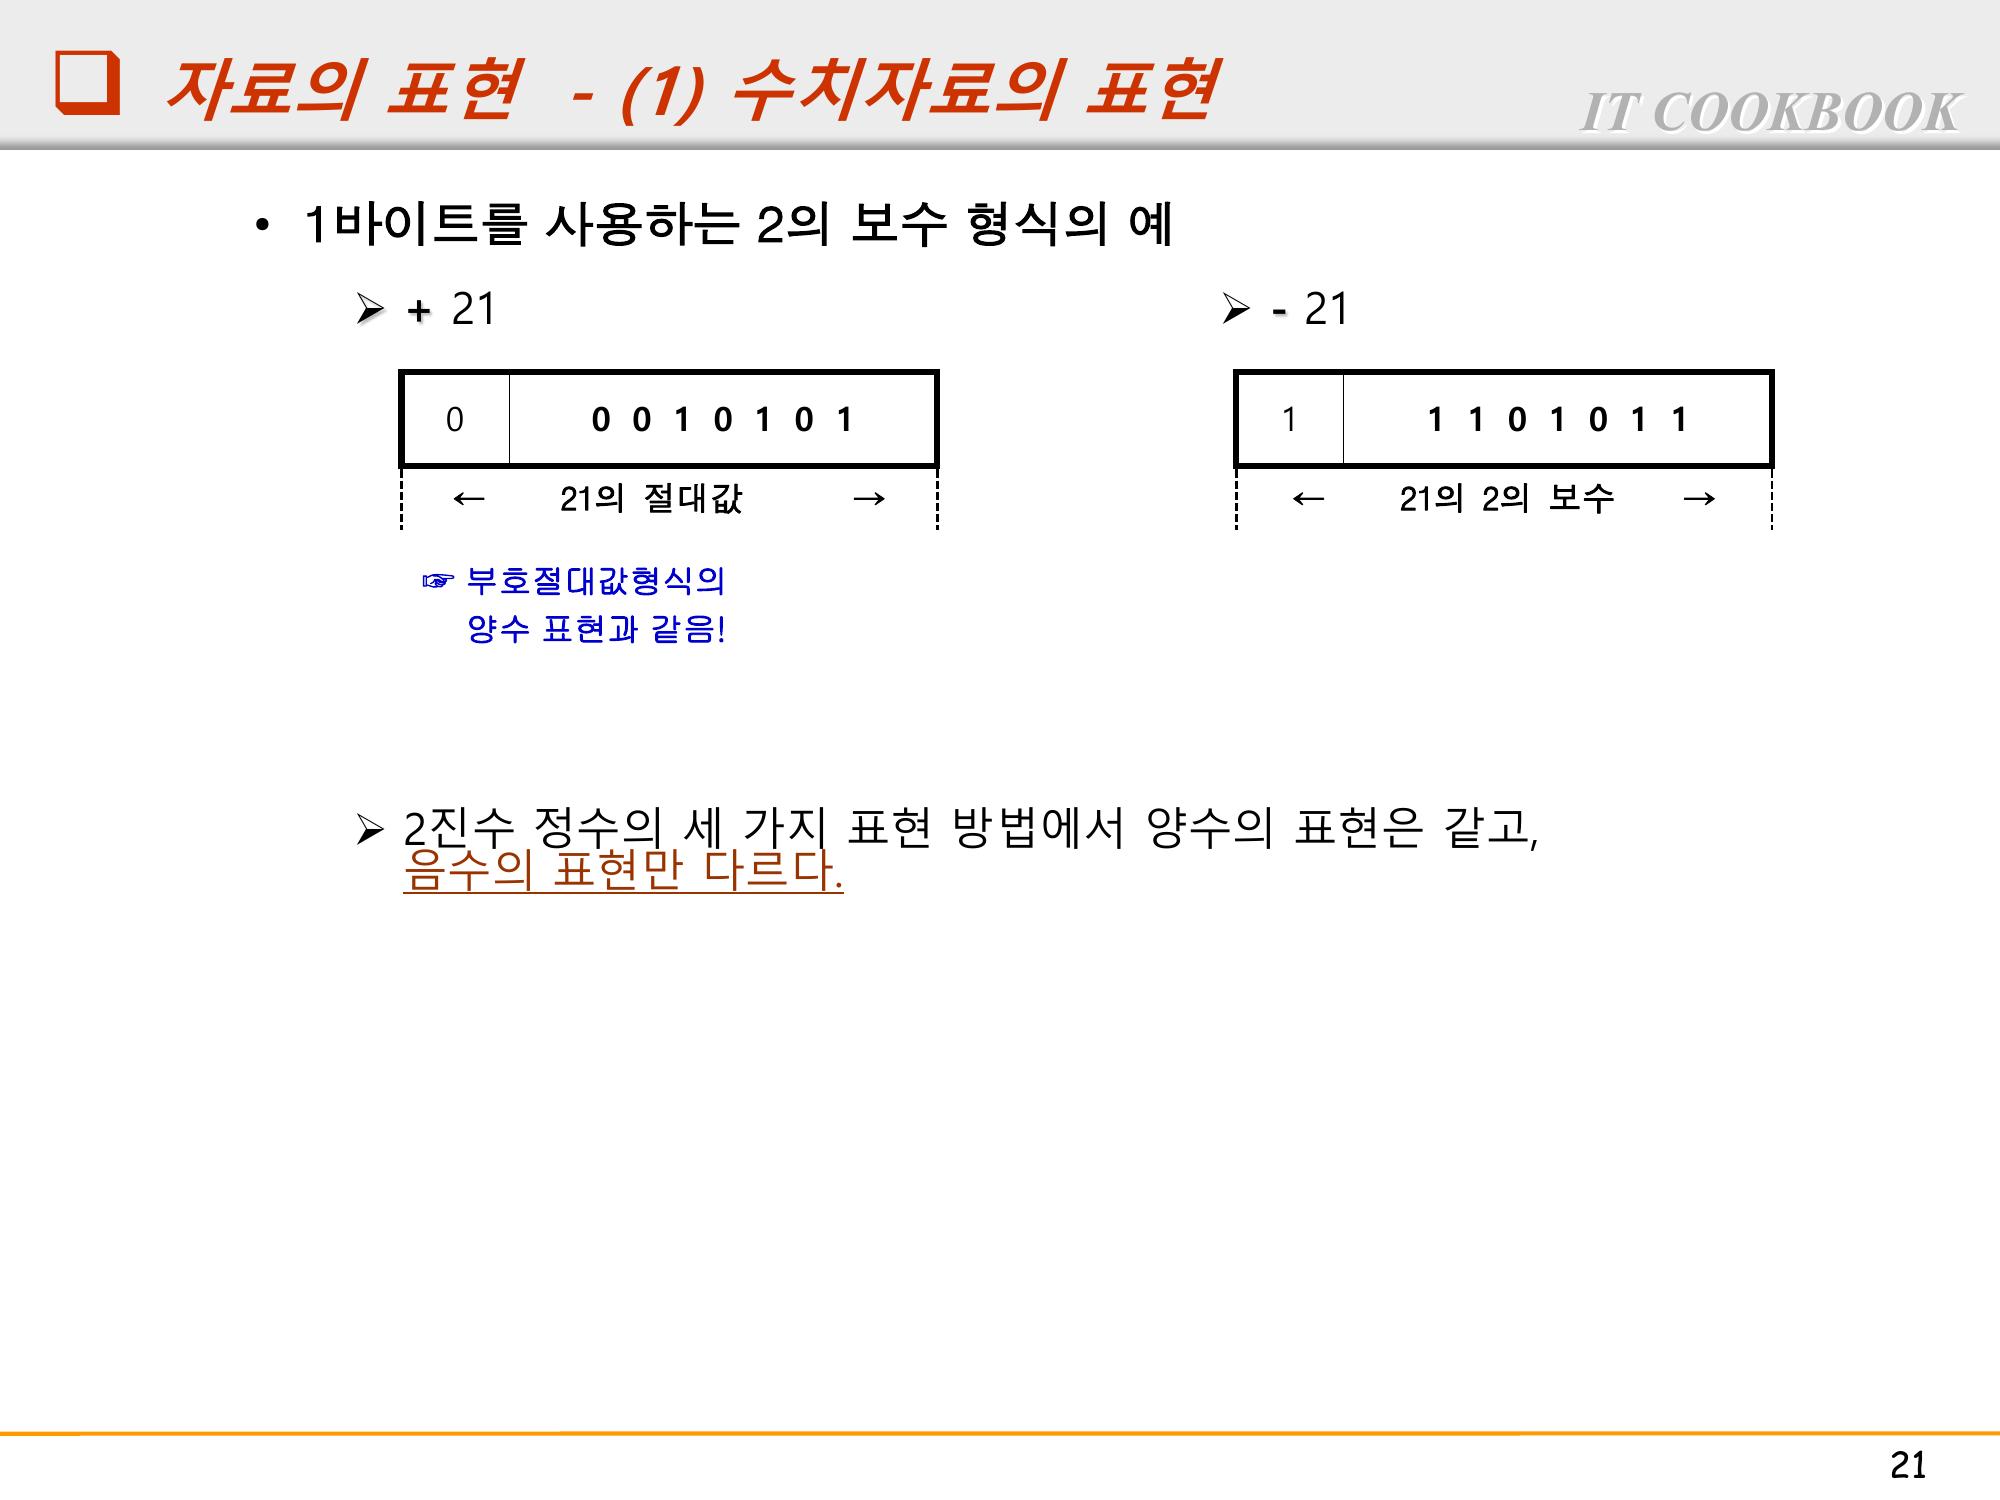 ❑ 자료의 표현 - (1) 수치자료의 표현
IT COOKBOOK
• 1바이트를 사용하는 2의 보수 형식의 예
➢ + 21
➢ - 21
0 0 0 1 0 1 0 1
1 1 1 0 1 0 1 1
← 21의 절대값 →
← 21의 2의 보수 →
☞ 부호절대값형식의
양수 표현과 같음!
➢ 2진수 정수의 세 가지 표현 방법에서 양수의 표현은 같고,
음수의 표현만 다르다.
21